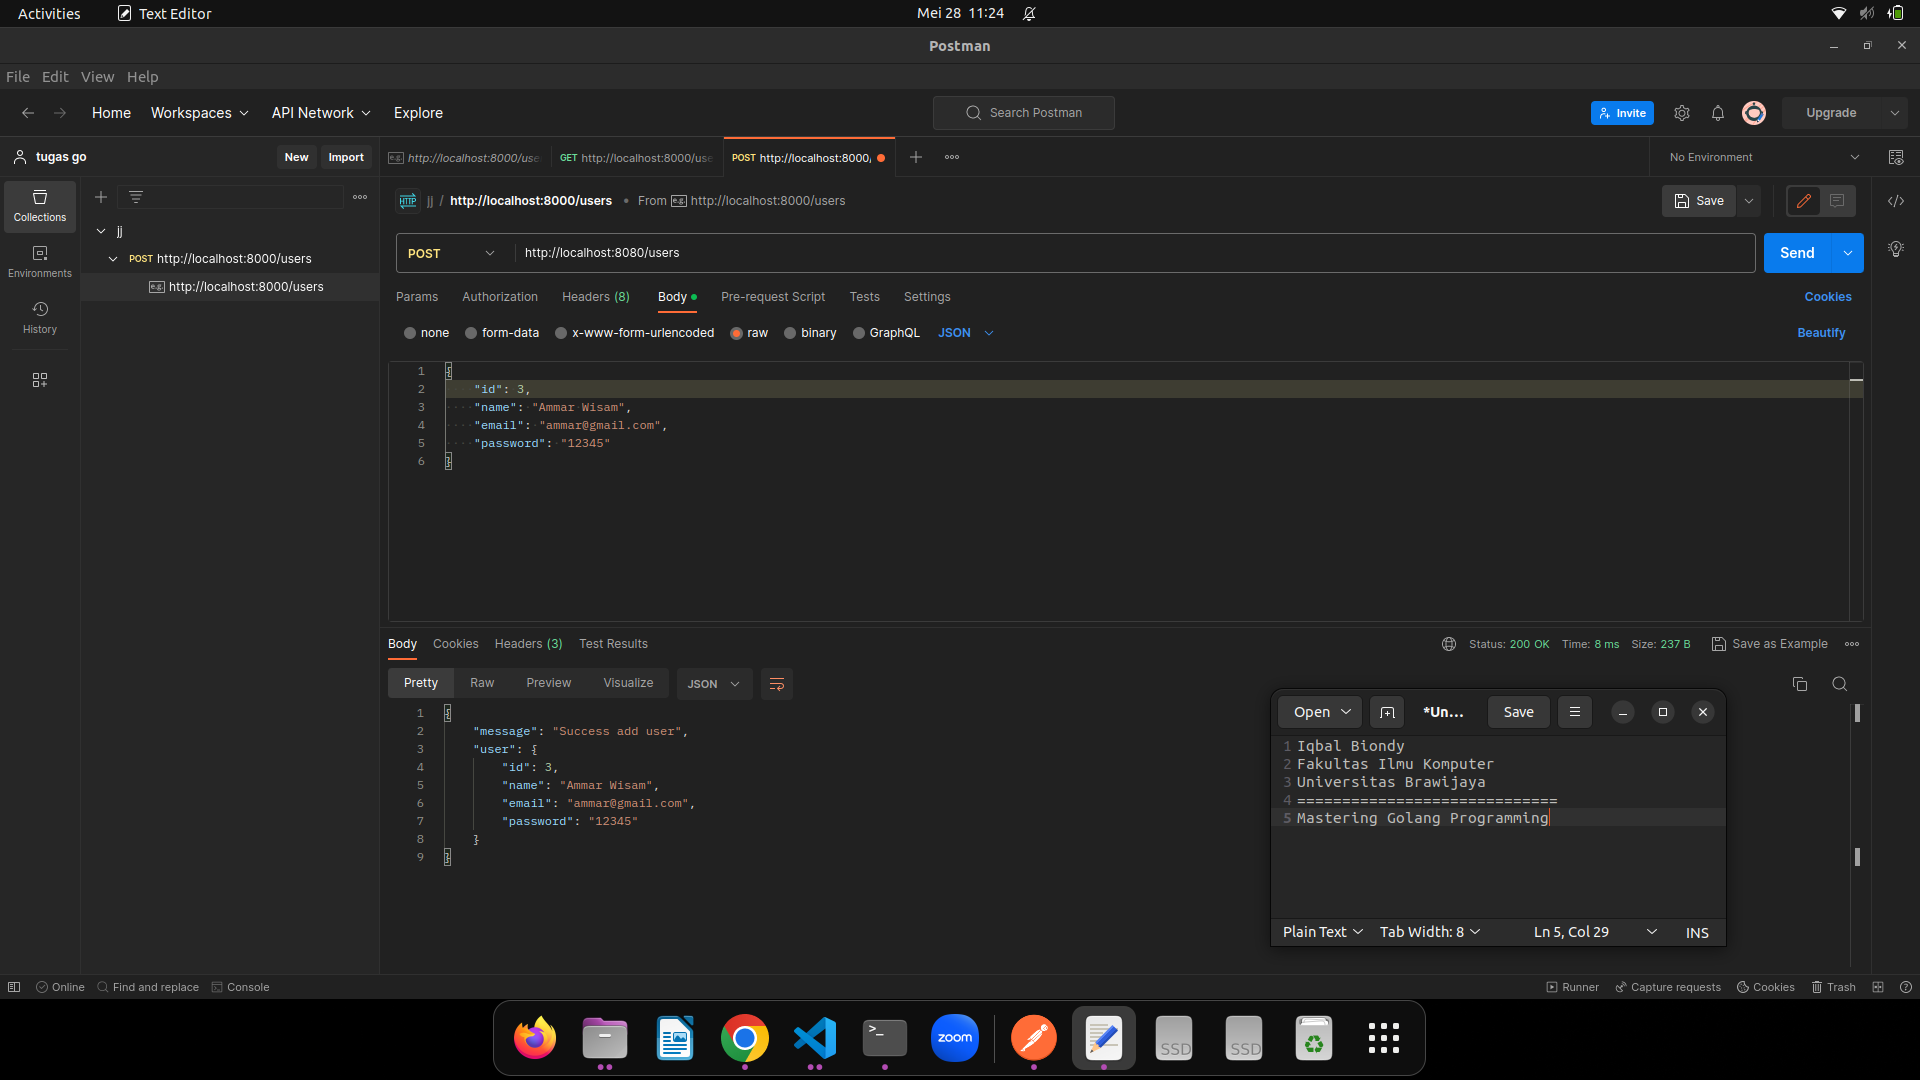 Activities Text Editor Mei 28 11:24
Postman
File Edit View Help
Home Workspaces API Network Explore Search Postman Invite Upgrade
tugas go New Import http://localhost:8000/use GET http://localhost:8000/use POST http://localhost:8000/ No Environment
Collections
Environments
History
jj
POST http://localhost:8000/users
e.g. http://localhost:8000/users
HTTP jj / http://localhost:8000/users • From e.g. http://localhost:8000/users Save
POST http://localhost:8080/users Send
Params Authorization Headers (8) Body Pre-request Script Tests Settings Cookies
none form-data x-www-form-urlencoded raw binary GraphQL JSON Beautify
1 {
2 "id": 3,
3 "name": "Ammar Wisam",
4 "email": "ammar@gmail.com",
5 "password": "12345"
6 }
Body Cookies Headers (3) Test Results Status: 200 OK Time: 8 ms Size: 237 B Save as Example
Pretty Raw Preview Visualize JSON
1 {
2 "message": "Success add user",
3 "user": {
4 "id": 3,
5 "name": "Ammar Wisam",
6 "email": "ammar@gmail.com",
7 "password": "12345"
8 }
9 }
Open *Un... Save
1 Iqbal Biondy
2 Fakultas Ilmu Komputer
3 Universitas Brawijaya
4 =============================
5 Mastering Golang Programming
Plain Text Tab Width: 8 Ln 5, Col 29 INS
Online Find and replace Console Runner Capture requests Cookies Trash
zoom SSD SSD